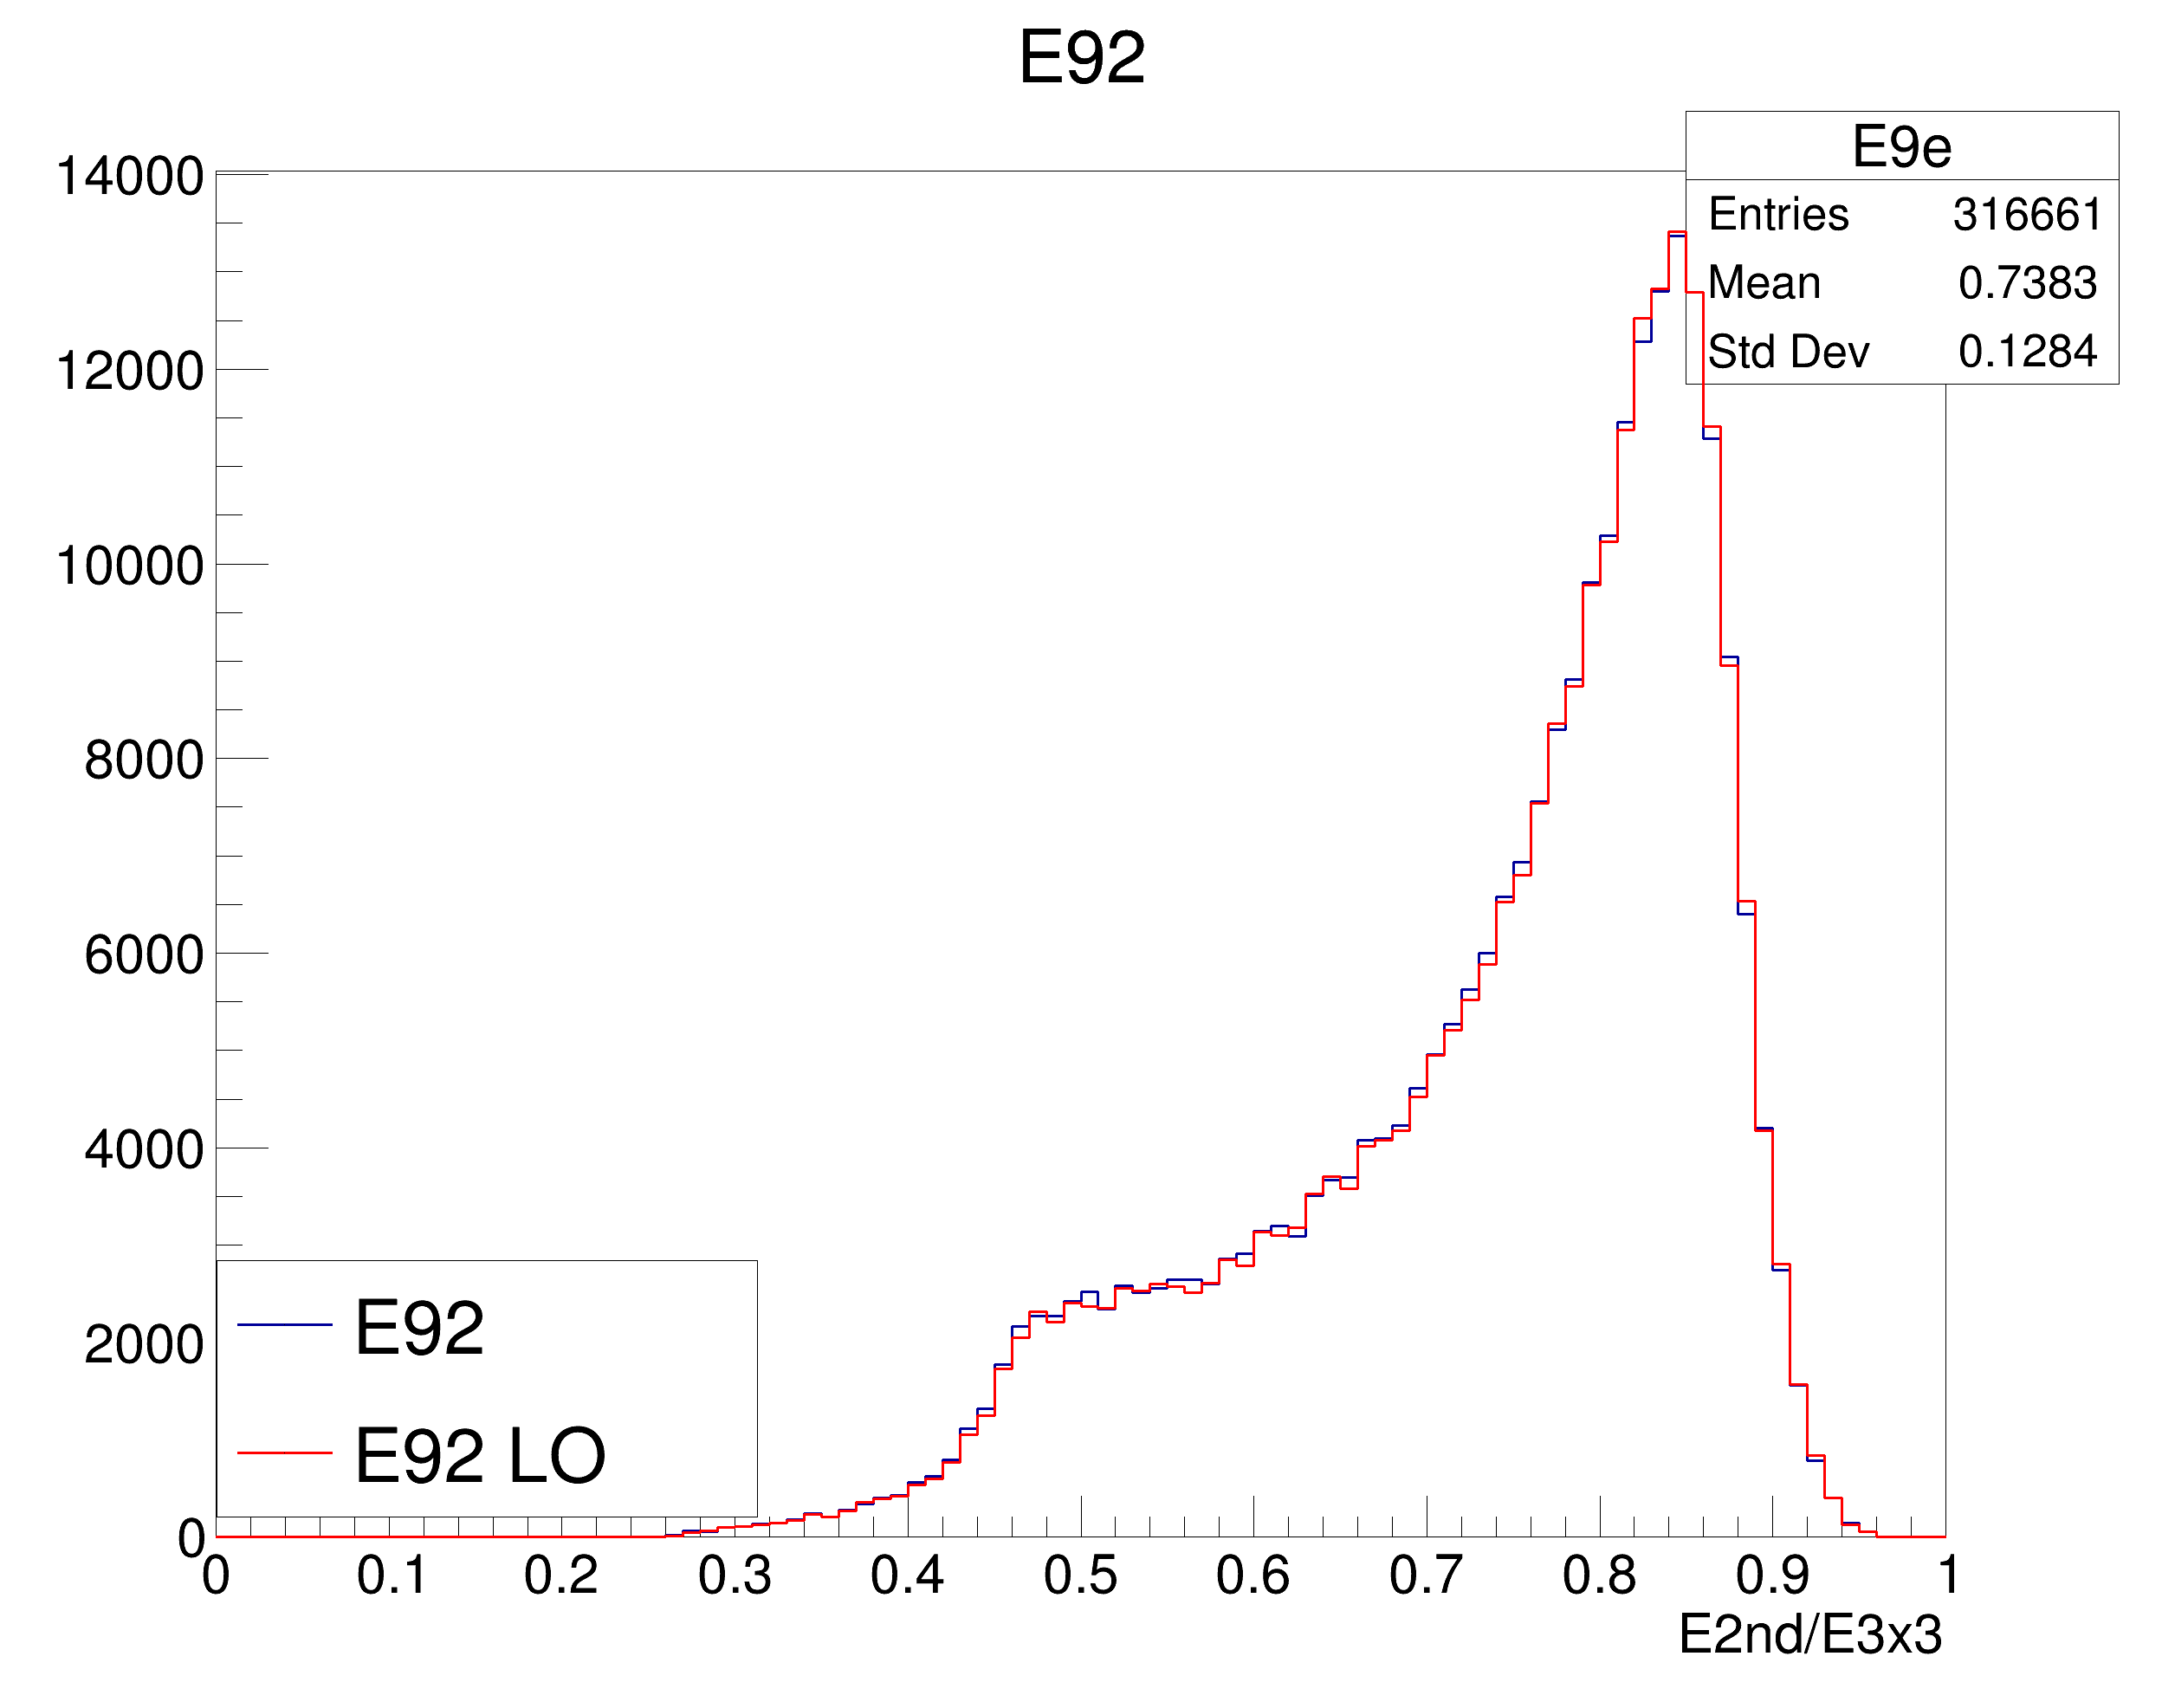 E92
E9e
Entries 316661
Mean 0.7383
Std Dev 0.1284
14000
12000
10000
8000
6000
4000
2000
0
E92
E92 LO
0 0.1 0.2 0.3 0.4 0.5 0.6 0.7 0.8 0.9 1
E2nd/E3x3